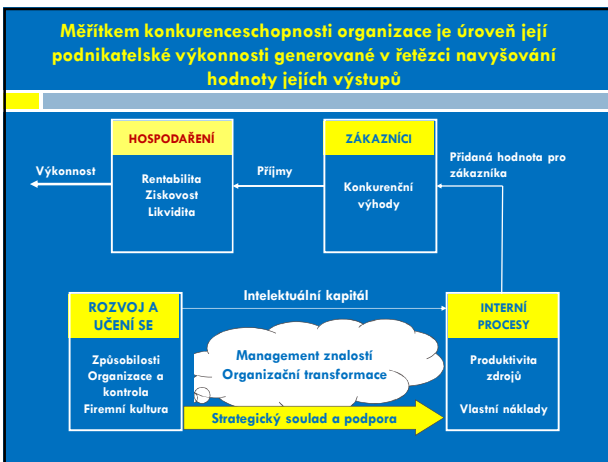 Měřítkem konkurenceschopnosti organizace je úroveň její
podnikatelské výkonnosti generované v řetězci navyšování
hodnoty jejích výstupů
HOSPODAŘENÍ
Rentabilita
Ziskovost
Likvidita
ZÁKAZNÍCI
Konkurenční
výhody
Výkonnost
Příjmy
Přidaná hodnota pro
zákazníka
Intelektuální kapitál
ROZVOJ A
UČENÍ SE
Způsobilosti
Organizace a
kontrola
Firemní kultura
Management znalostí
Organizační transformace
Strategický soulad a podpora
INTERNÍ
PROCESY
Produktivita
zdrojů
Vlastní náklady